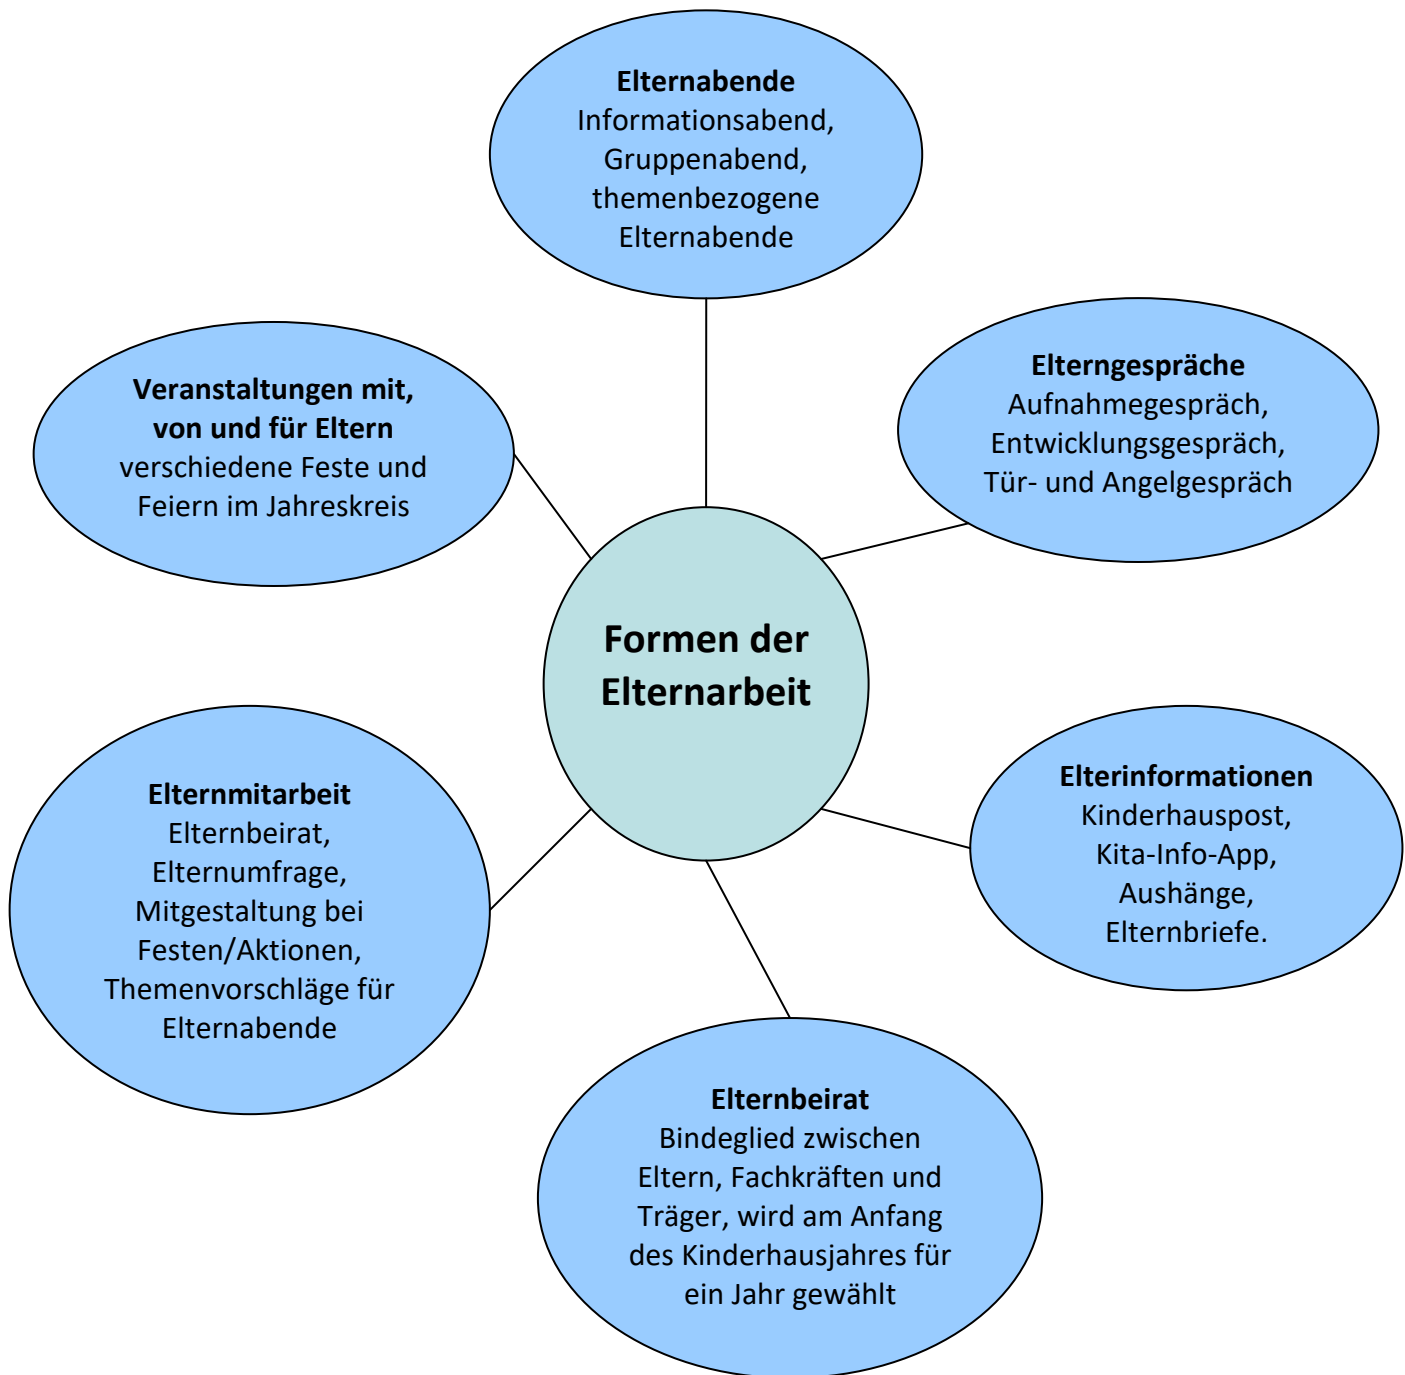 Elternabende
Informationsabend,
Gruppenabend,
themenbezogene
Elternabende
Elterngespräche
Aufnahmegespräch,
Entwicklungsgespräch,
Tür- und Angelgespräch
Veranstaltungen mit,
von und für Eltern
verschiedene Feste und
Feiern im Jahreskreis
Formen der
Elternarbeit
Elterinformationen
Kinderhauspost,
Kita-Info-App,
Aushänge,
Elternbriefe.
Elternmitarbeit
Elternbeirat,
Elternumfrage,
Mitgestaltung bei
Festen/Aktionen,
Themenvorschläge für
Elternabende
Elternbeirat
Bindeglied zwischen
Eltern, Fachkräften und
Träger, wird am Anfang
des Kinderhausjahres für
ein Jahr gewählt